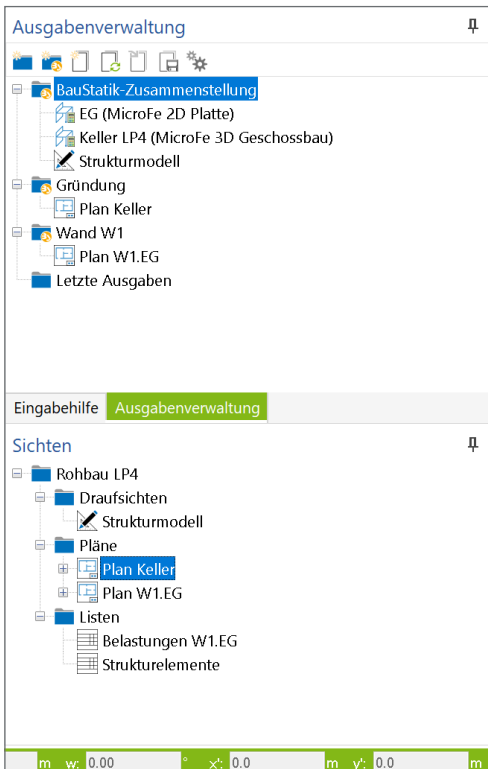 Ausgabenverwaltung
BauStatik-Zusammenstellung
EG (MicroFe 2D Platte)
Keller LP4 (MicroFe 3D Geschossbau)
Strukturmodell
Gründung
Plan Keller
Wand W1
Plan W1.EG
Letzte Ausgaben
Eingabehilfe Ausgabenverwaltung
Sichten
Rohbau LP4
Draufsichten
Strukturmodell
Pläne
Plan Keller
Plan W1.EG
Listen
Belastungen W1.EG
Strukturelemente
m w: 0.00 ° x': 0.0 m y': 0.0 m